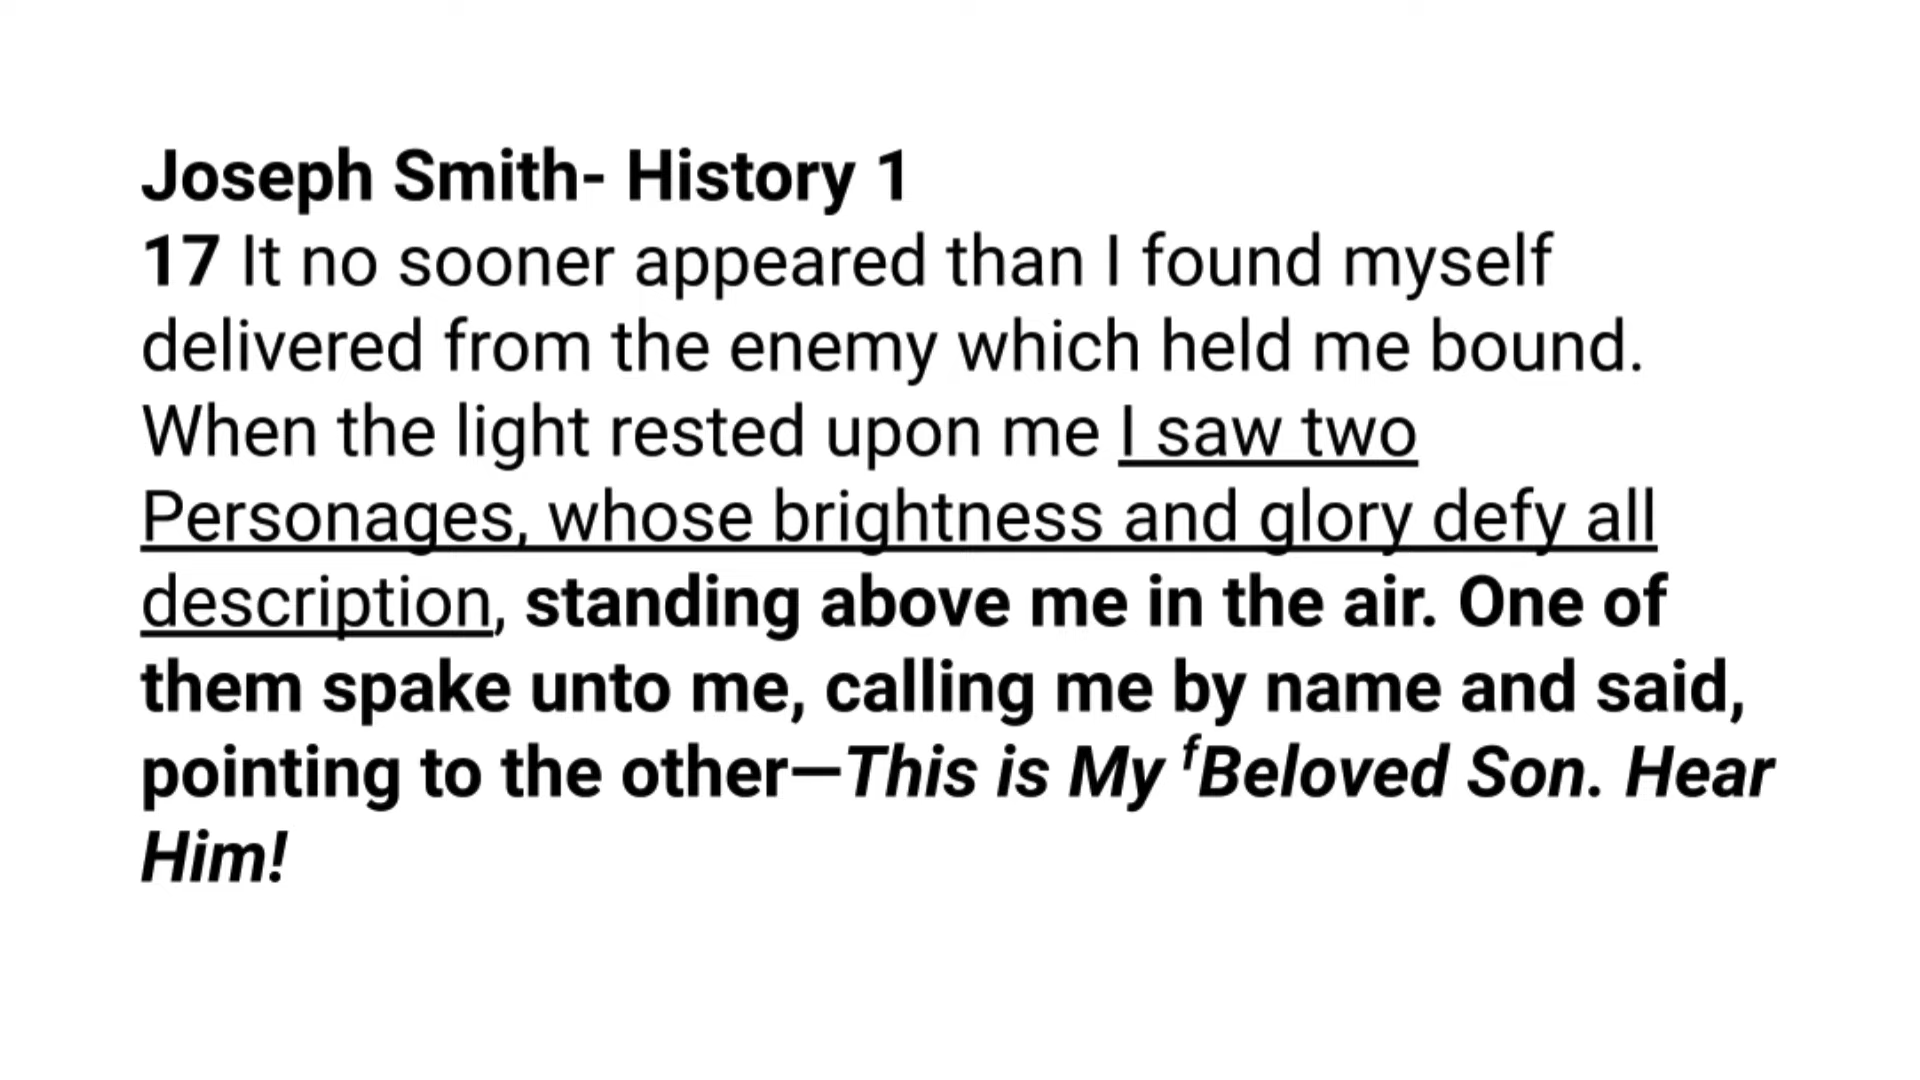 Joseph Smith- History 1
17 It no sooner appeared than I found myself
delivered from the enemy which held me bound.
When the light rested upon me I saw two
Personages, whose brightness and glory defy all
description, standing above me in the air. One of
them spake unto me, calling me by name and said,
pointing to the other—This is My fBeloved Son. Hear
Him!